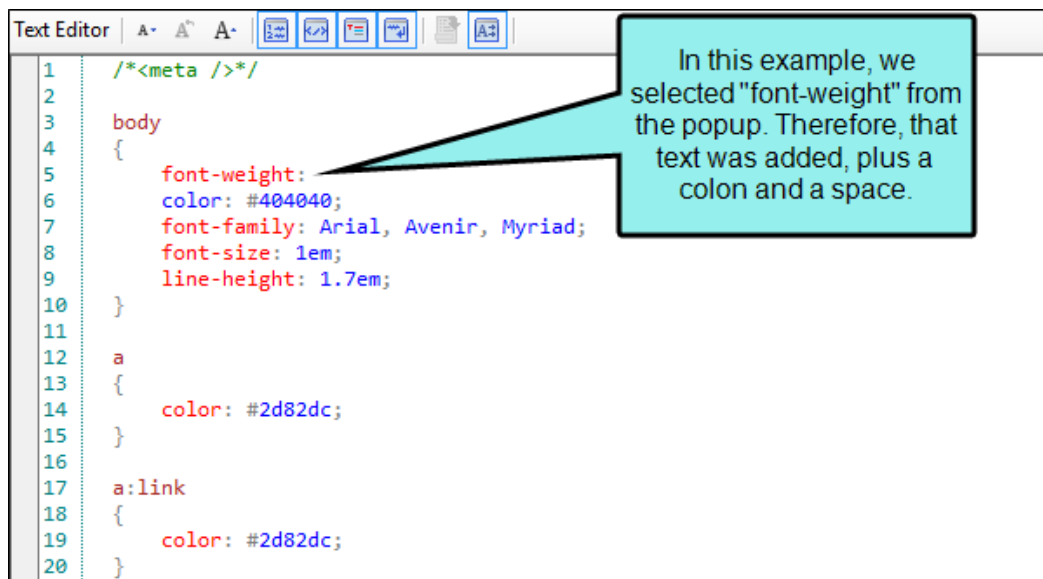 Text Editor A A A
In this example, we
selected "font-weight" from
the popup. Therefore, that
text was added, plus a
colon and a space.
1 /*<meta />*/
2
3 body
4 {
5 font-weight:
6 color: #404040;
7 font-family: Arial, Avenir, Myriad;
8 font-size: 1em;
9 line-height: 1.7em;
10 }
11
12 a
13 {
14 color: #2d82dc;
15 }
16
17 a:link
18 {
19 color: #2d82dc;
20 }